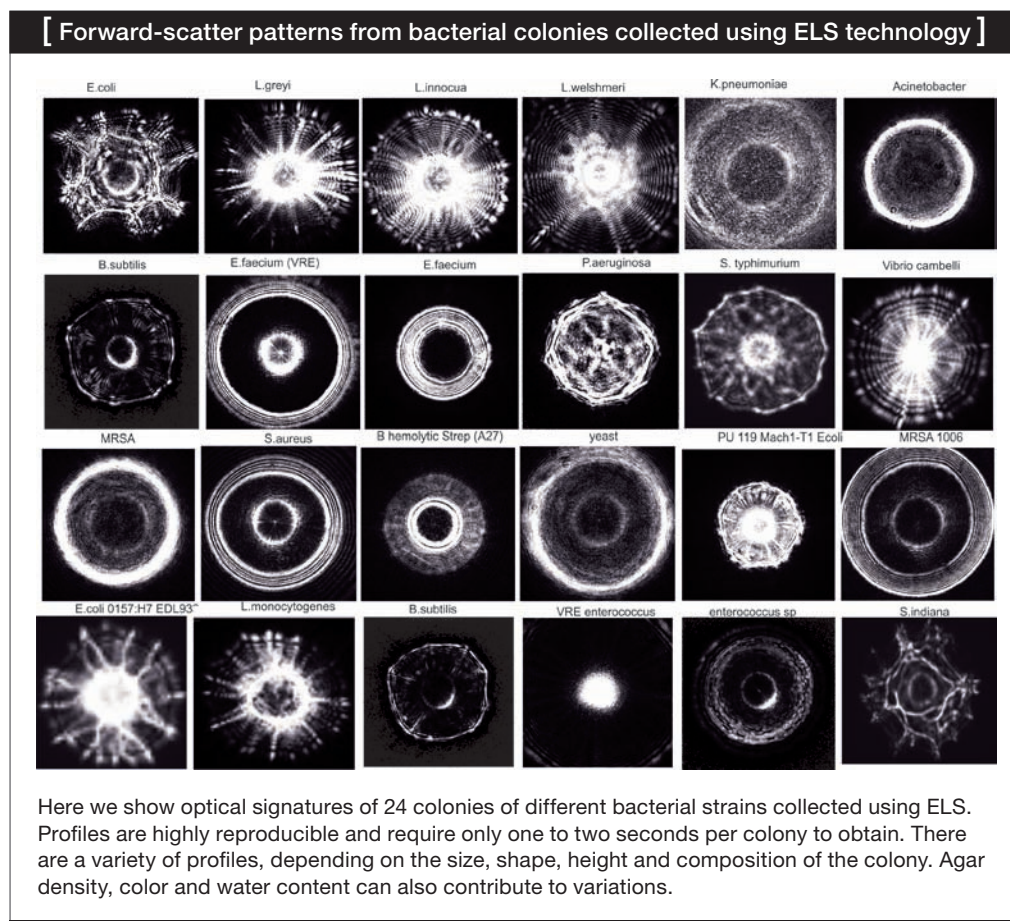 [ Forward-scatter patterns from bacterial colonies collected using ELS technology ]
E.coli L.greyi L.innocua L.welshmeri K.pneumoniae Acinetobacter
B.subtilis E.faecium (VRE) E.faecium P.aeruginosa S. typhimurium Vibrio cambelli
MRSA S.aureus B hemolytic Strep (A27) yeast PU 119 Mach1-T1 Ecoli MRSA 1006
E.coli 0157:H7 L.monocytogenes B.subtilis VRE enterococcus enterococcus sp S.indiana
Here we show optical signatures of 24 colonies of different bacterial strains collected using ELS.
Profiles are highly reproducible and require only one to two seconds per colony to obtain. There
are a variety of profiles, depending on the size, shape, height and composition of the colony. Agar
density, color and water content can also contribute to variations.